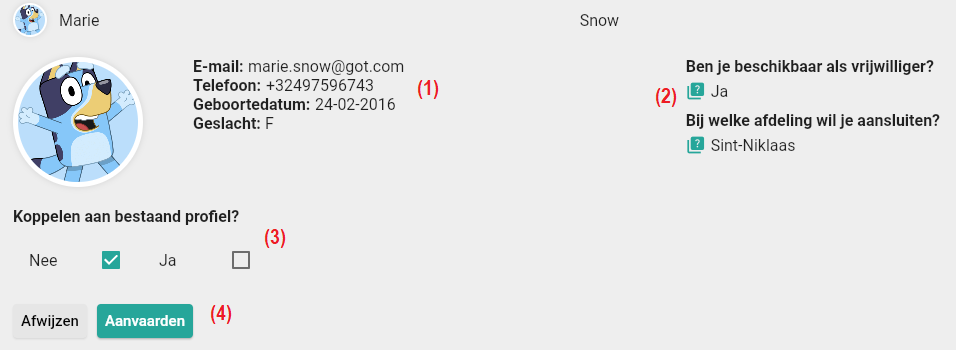 Marie Snow
E-mail: marie.snow@got.com
Telefoon: +32497596743 (1)
Geboortedatum: 24-02-2016
Geslacht: F
Ben je beschikbaar als vrijwilliger?
(2) ? Ja
Bij welke afdeling wil je aansluiten?
? Sint-Niklaas
Koppelen aan bestaand profiel?
(3)
Nee Ja
Afwijzen Aanvaarden (4)